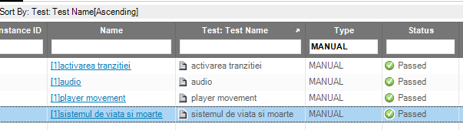 Sort By: Test: Test Name[Ascending]
nstance ID Name Test: Test Name Type Status
MANUAL
[1]activarea tranzitiei activarea tranzitiei MANUAL Passed
[1]audio audio MANUAL Passed
[1]player movement player movement MANUAL Passed
[1]sistemul de viata si moarte sistemul de viata si moarte MANUAL Passed